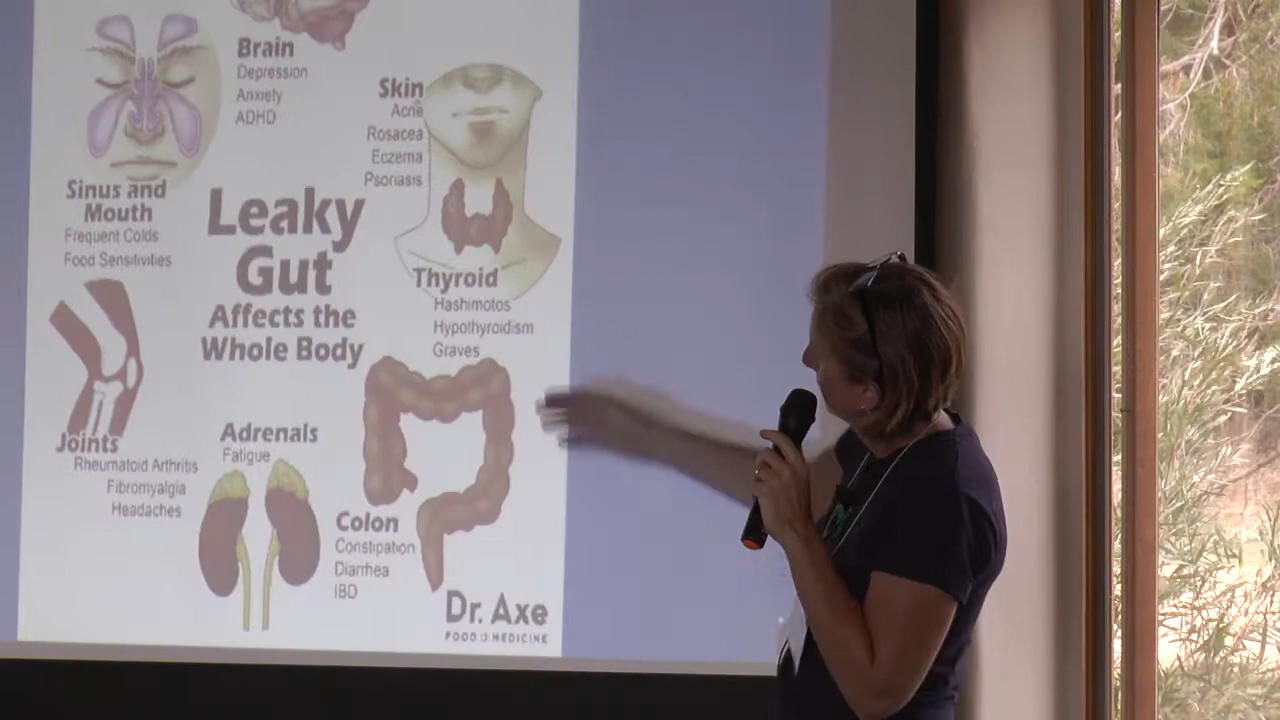 Brain
Depression
Anxiety
ADHD
Skin
Acne
Rosacea
Eczema
Psoriasis
Sinus and
Mouth
Frequent Colds
Food Sensitivities
Leaky
Gut
Affects the
Whole Body
Thyroid
Hashimotos
Hypothyroidism
Graves
Joints
Rheumatoid Arthritis
Fibromyalgia
Headaches
Adrenals
Fatigue
Colon
Constipation
Diarrhea
IBD
Dr. Axe
FOOD IS MEDICINE